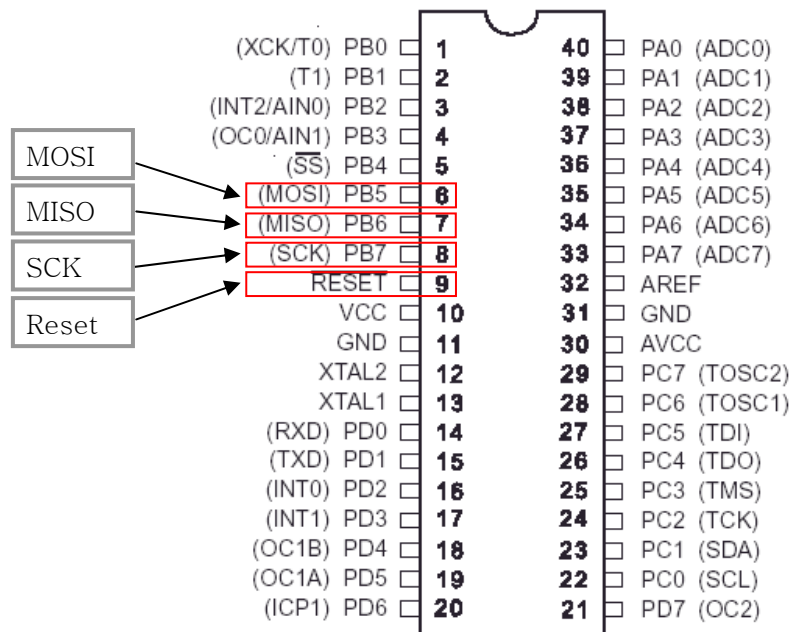 MOSI
MISO
SCK
Reset
(XCK/T0) PB0 1 40 PA0 (ADC0)
(T1) PB1 2 39 PA1 (ADC1)
(INT2/AIN0) PB2 3 38 PA2 (ADC2)
(OC0/AIN1) PB3 4 37 PA3 (ADC3)
(S̅S̅) PB4 5 36 PA4 (ADC4)
(MOSI) PB5 6 35 PA5 (ADC5)
(MISO) PB6 7 34 PA6 (ADC6)
(SCK) PB7 8 33 PA7 (ADC7)
R̅E̅S̅E̅T̅ 9 32 AREF
VCC 10 31 GND
GND 11 30 AVCC
XTAL2 12 29 PC7 (TOSC2)
XTAL1 13 28 PC6 (TOSC1)
(RXD) PD0 14 27 PC5 (TDI)
(TXD) PD1 15 26 PC4 (TDO)
(INT0) PD2 16 25 PC3 (TMS)
(INT1) PD3 17 24 PC2 (TCK)
(OC1B) PD4 18 23 PC1 (SDA)
(OC1A) PD5 19 22 PC0 (SCL)
(ICP1) PD6 20 21 PD7 (OC2)